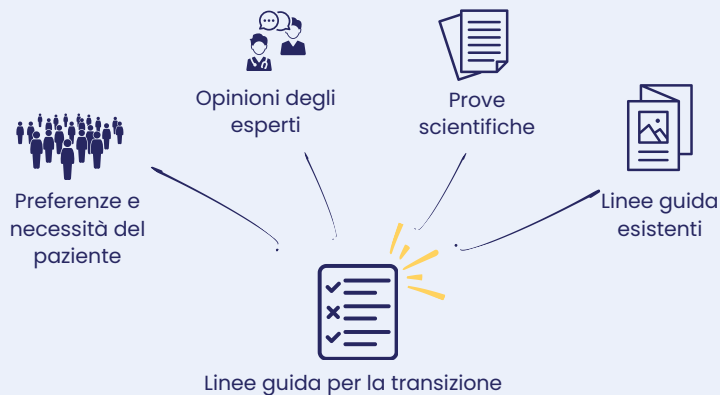 Opinioni degli
esperti
Prove
scientifiche
Preferenze e
necessità del
paziente
Linee guida
esistenti
Linee guida per la transizione